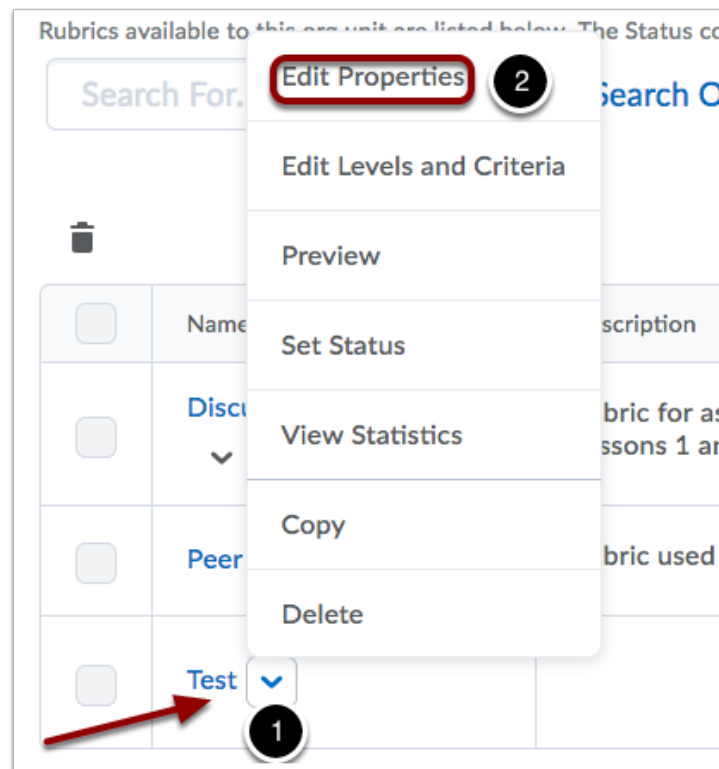 Rubrics available to this org unit are listed below. The Status co
Search For.
Search O
Edit Properties
2
Edit Levels and Criteria
Preview
Set Status
View Statistics
Copy
Delete
Name
scription
Discu
bric for as
ssons 1 an
Peer
bric used
Test
1